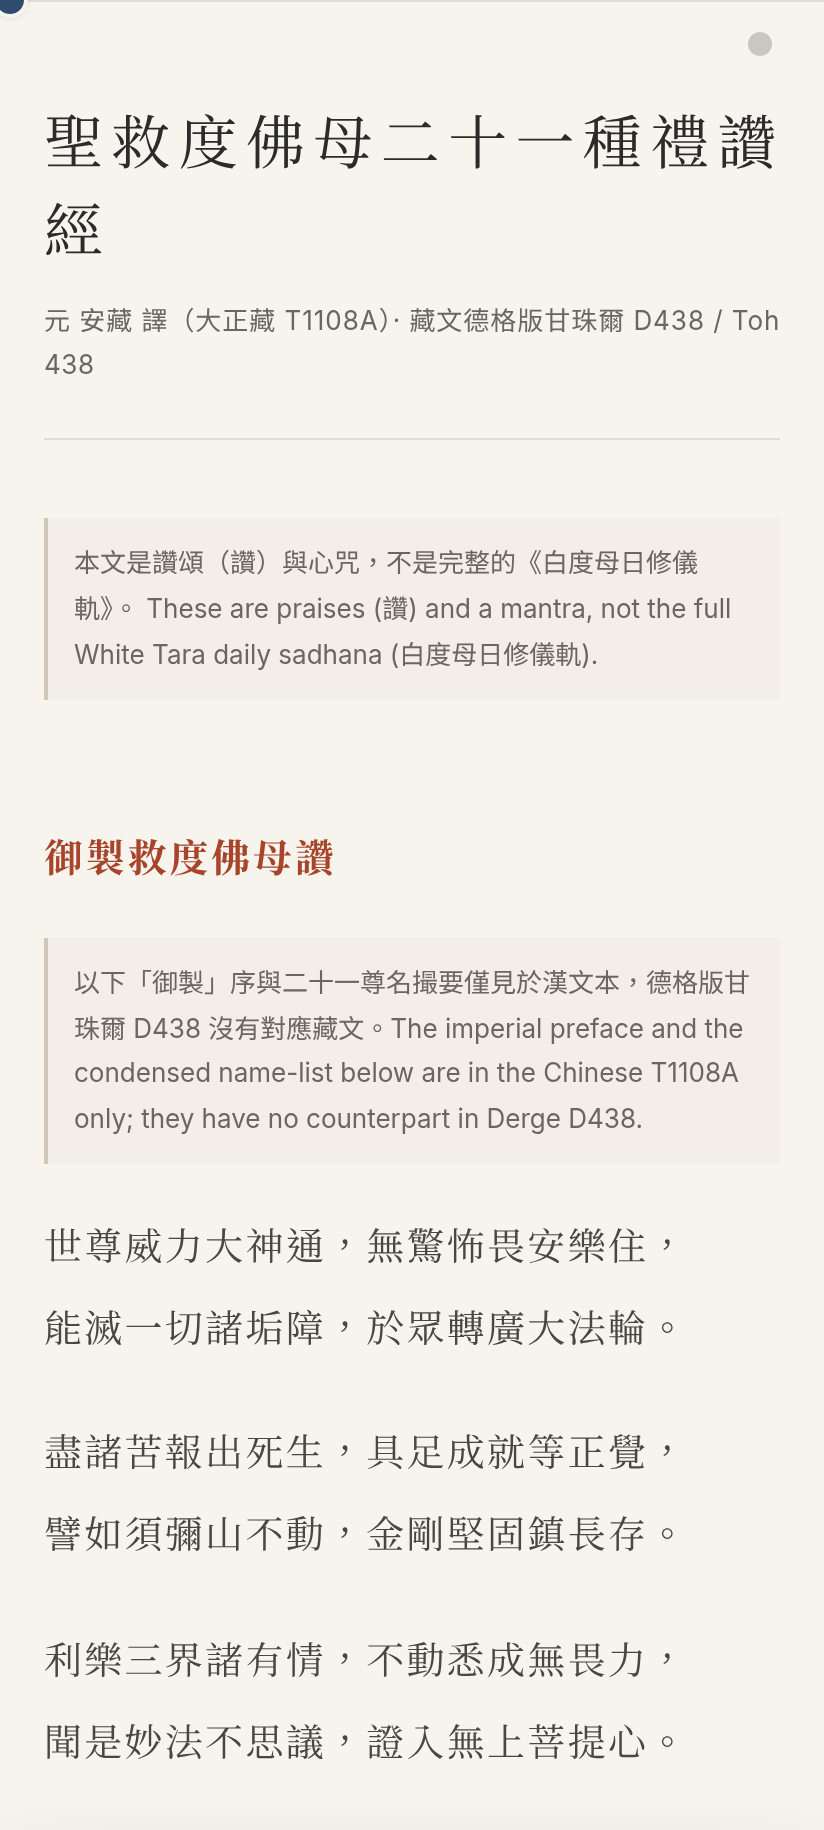 聖救度佛母二十一種禮讚
經
元 安藏 譯（大正藏 T1108A）· 藏文德格版甘珠爾 D438 / Toh
438
本文是讚頌（讚）與心咒，不是完整的《白度母日修儀
軌》。 These are praises (讚) and a mantra, not the full
White Tara daily sadhana (白度母日修儀軌).
御製救度佛母讚
以下「御製」序與二十一尊名撮要僅見於漢文本，德格版甘
珠爾 D438 沒有對應藏文。The imperial preface and the
condensed name-list below are in the Chinese T1108A
only; they have no counterpart in Derge D438.
世尊威力大神通，無驚怖畏安樂住，
能滅一切諸垢障，於眾轉廣大法輪。
盡諸苦報出死生，具足成就等正覺，
譬如須彌山不動，金剛堅固鎮長存。
利樂三界諸有情，不動悉成無畏力，
聞是妙法不思議，證入無上菩提心。